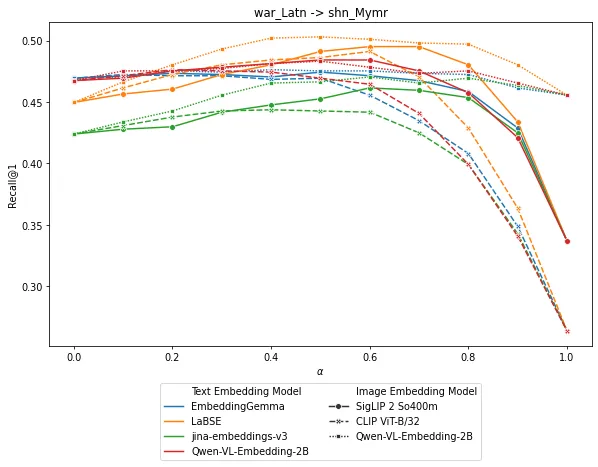 war_Latn -> shn_Mymr
Recall@1
0.50
0.45
0.40
0.35
0.30
0.0 0.2 0.4 0.6 0.8 1.0
α
Text Embedding Model Image Embedding Model
EmbeddingGemma SigLIP 2 So400m
LaBSE CLIP ViT-B/32
jina-embeddings-v3 Qwen-VL-Embedding-2B
Qwen-VL-Embedding-2B